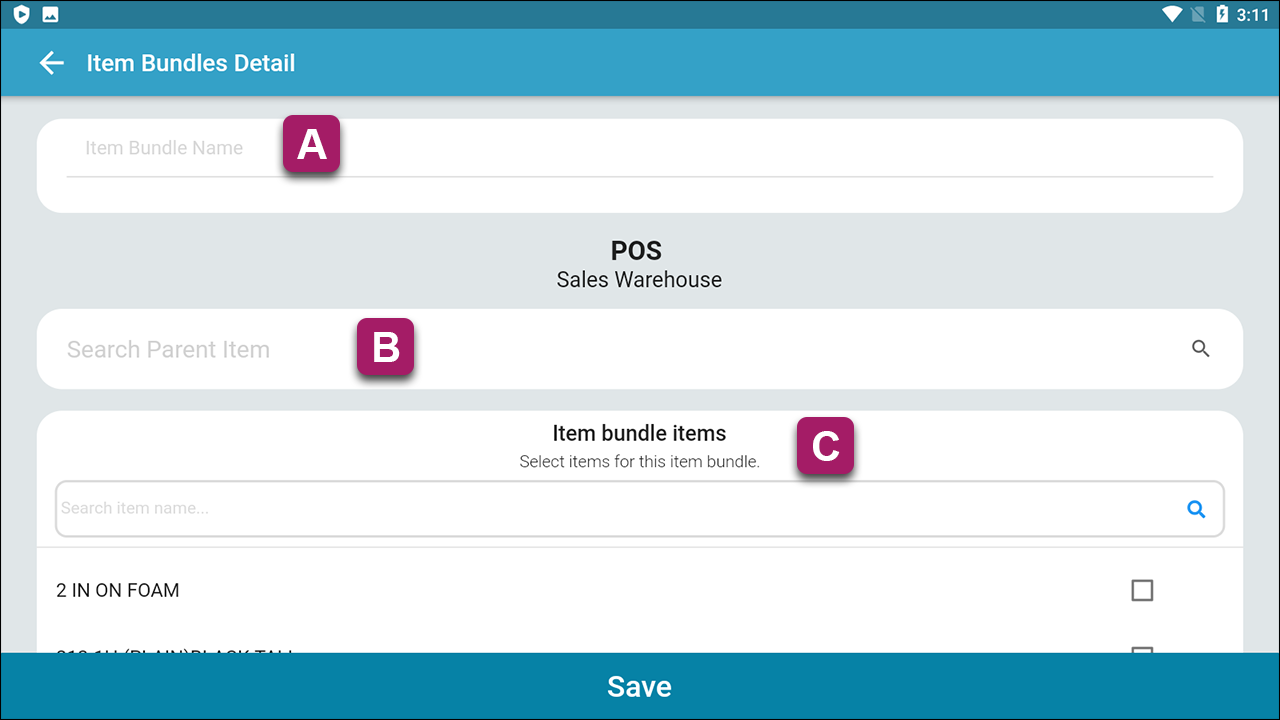 3:11
Item Bundles Detail
Item Bundle Name
A
POS
Sales Warehouse
Search Parent Item
B
Item bundle items
C
Select items for this item bundle.
Search item name...
2 IN ON FOAM
Save